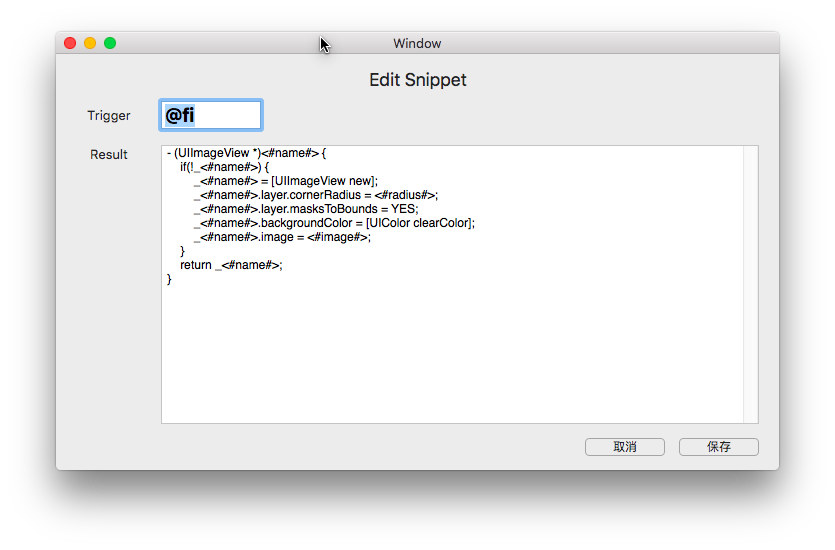 Window
Edit Snippet
Trigger @fi
Result
- (UIImageView *)<#name#> {
    if(!_<#name#>) {
        _<#name#> = [UIImageView new];
        _<#name#>.layer.cornerRadius = <#radius#>;
        _<#name#>.layer.masksToBounds = YES;
        _<#name#>.backgroundColor = [UIColor clearColor];
        _<#name#>.image = <#image#>;
    }
    return _<#name#>;
}
取消 保存